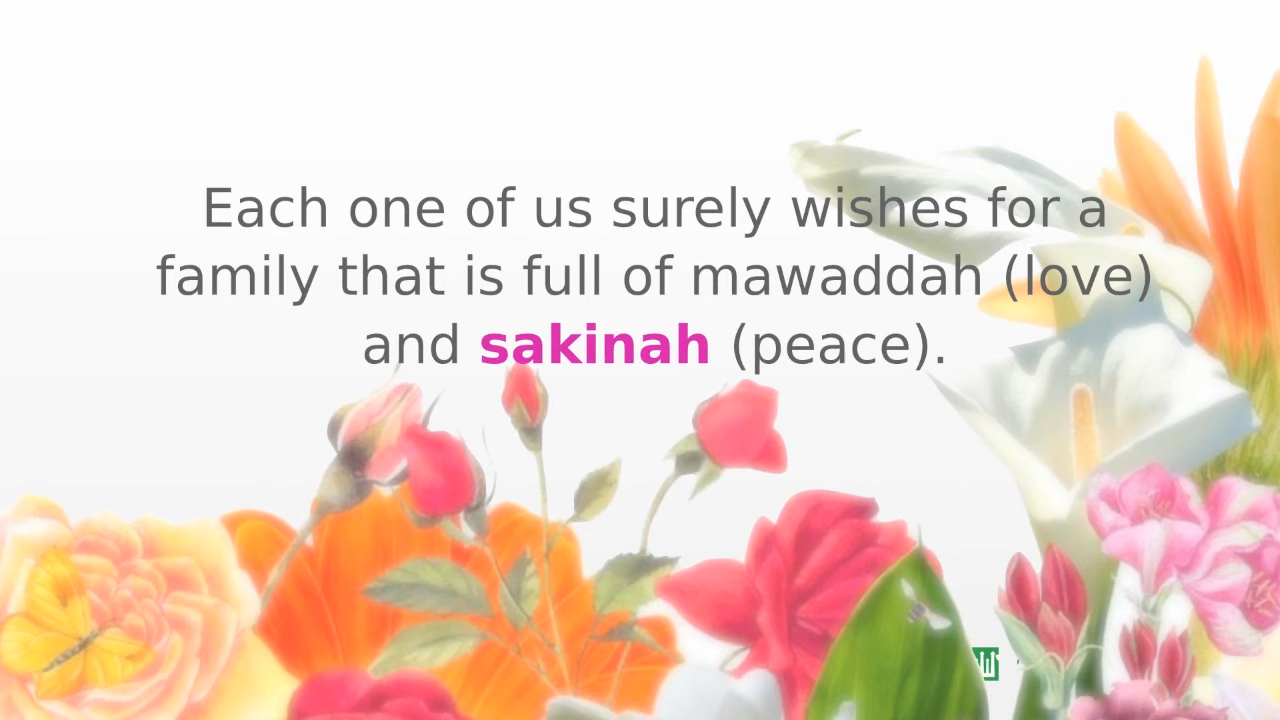 Each one of us surely wishes for a
family that is full of mawaddah (love)
and sakinah (peace).